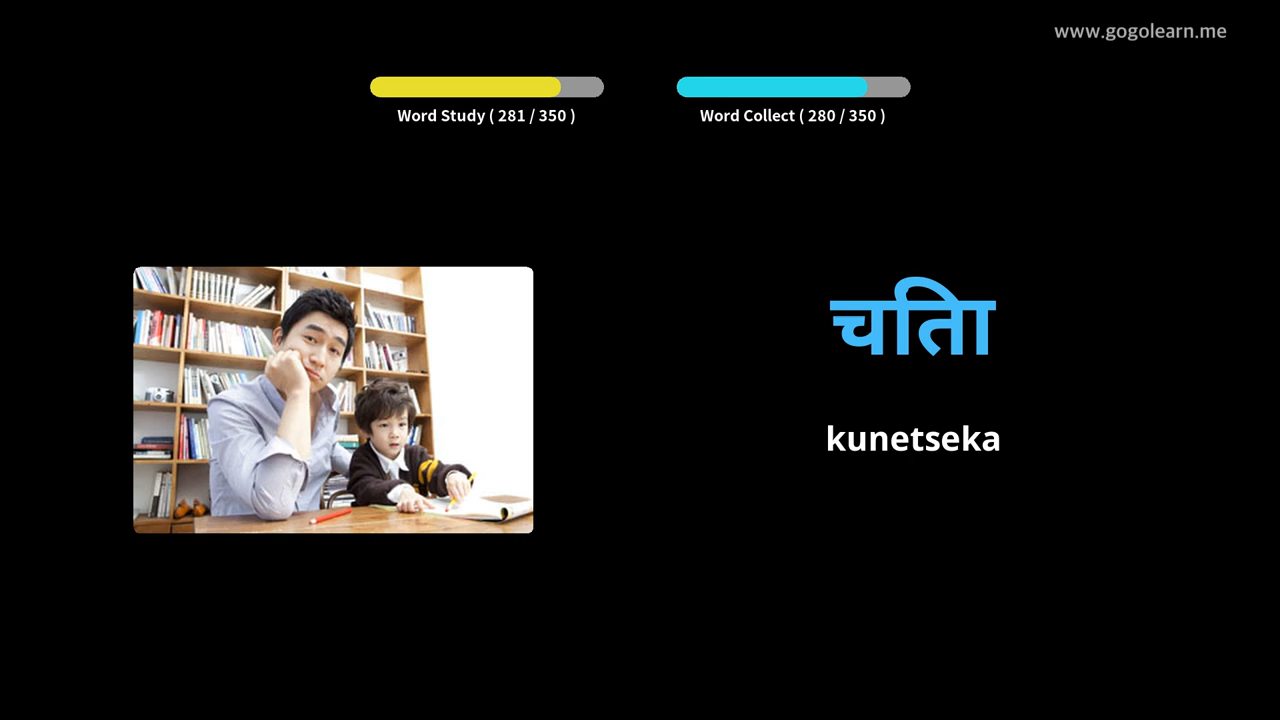 www.gogolearn.me
Word Study ( 281 / 350 )
Word Collect ( 280 / 350 )
चतिा
kunetseka